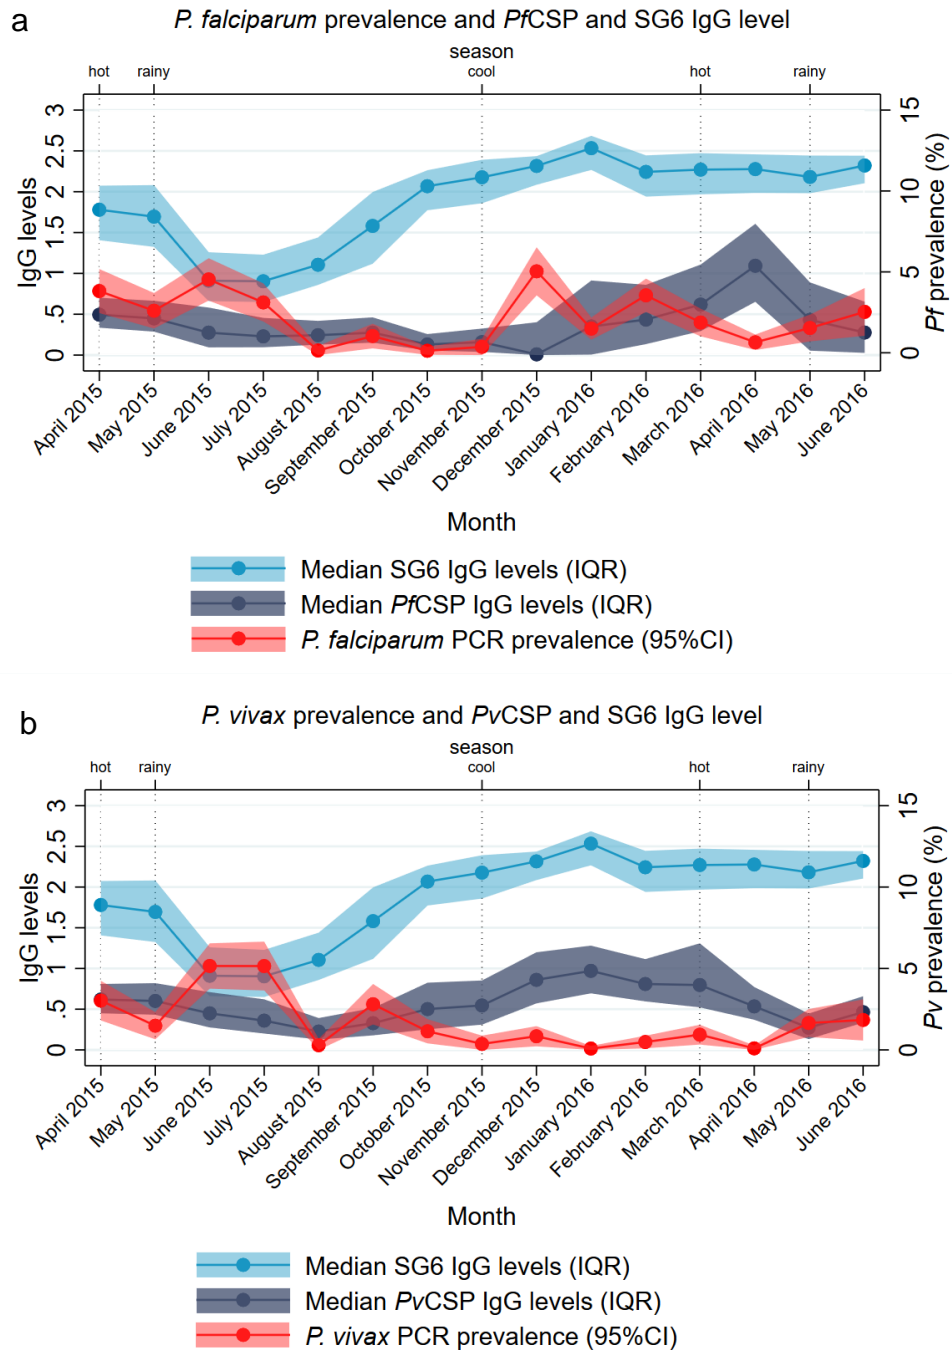 a
P. falciparum prevalence and PfCSP and SG6 IgG level
season
hot rainy cool hot rainy
IgG levels
0 .5 1 1.5 2 2.5 3
Pf prevalence (%)
0 5 10 15
April 2015
May 2015
June 2015
July 2015
August 2015
September 2015
October 2015
November 2015
December 2015
January 2016
February 2016
March 2016
April 2016
May 2016
June 2016
Month
Median SG6 IgG levels (IQR)
Median PfCSP IgG levels (IQR)
P. falciparum PCR prevalence (95%CI)
b
P. vivax prevalence and PvCSP and SG6 IgG level
season
hot rainy cool hot rainy
IgG levels
0 .5 1 1.5 2 2.5 3
Pv prevalence (%)
0 5 10 15
April 2015
May 2015
June 2015
July 2015
August 2015
September 2015
October 2015
November 2015
December 2015
January 2016
February 2016
March 2016
April 2016
May 2016
June 2016
Month
Median SG6 IgG levels (IQR)
Median PvCSP IgG levels (IQR)
P. vivax PCR prevalence (95%CI)